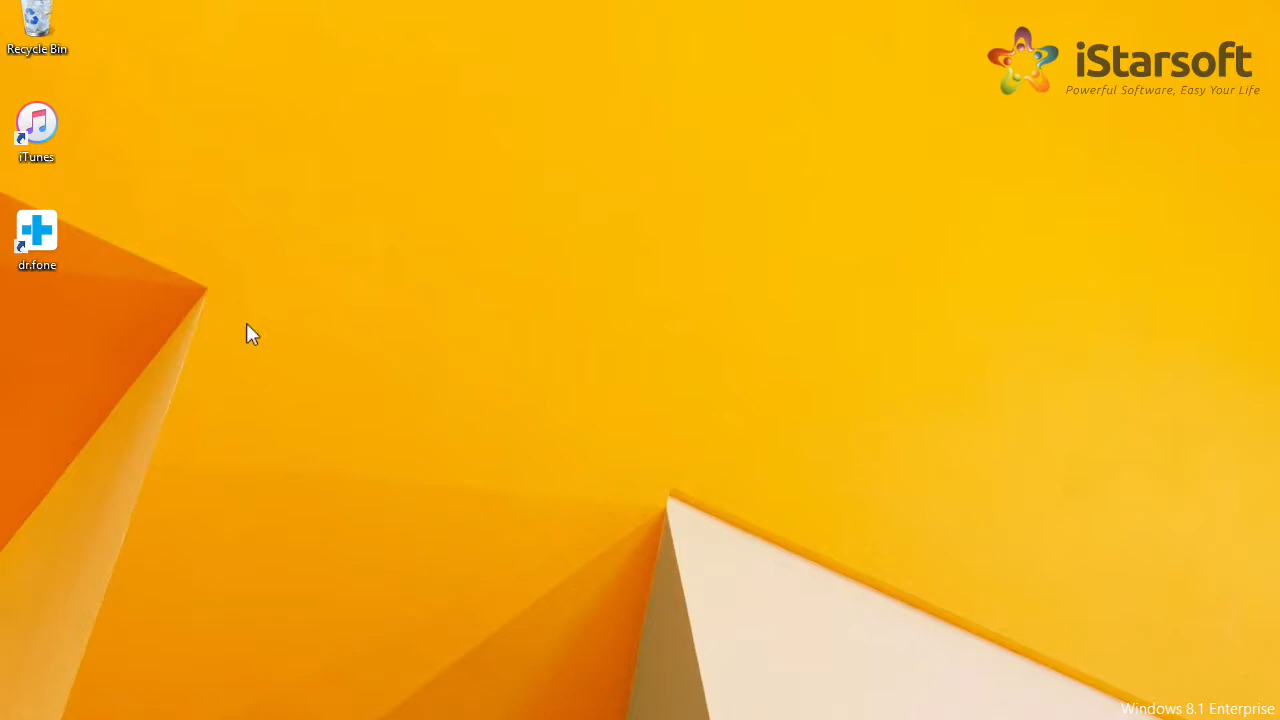 Recycle Bin
iTunes
dr.fone
iStarsoft
Powerful Software, Easy Your Life
Windows 8.1 Enterprise